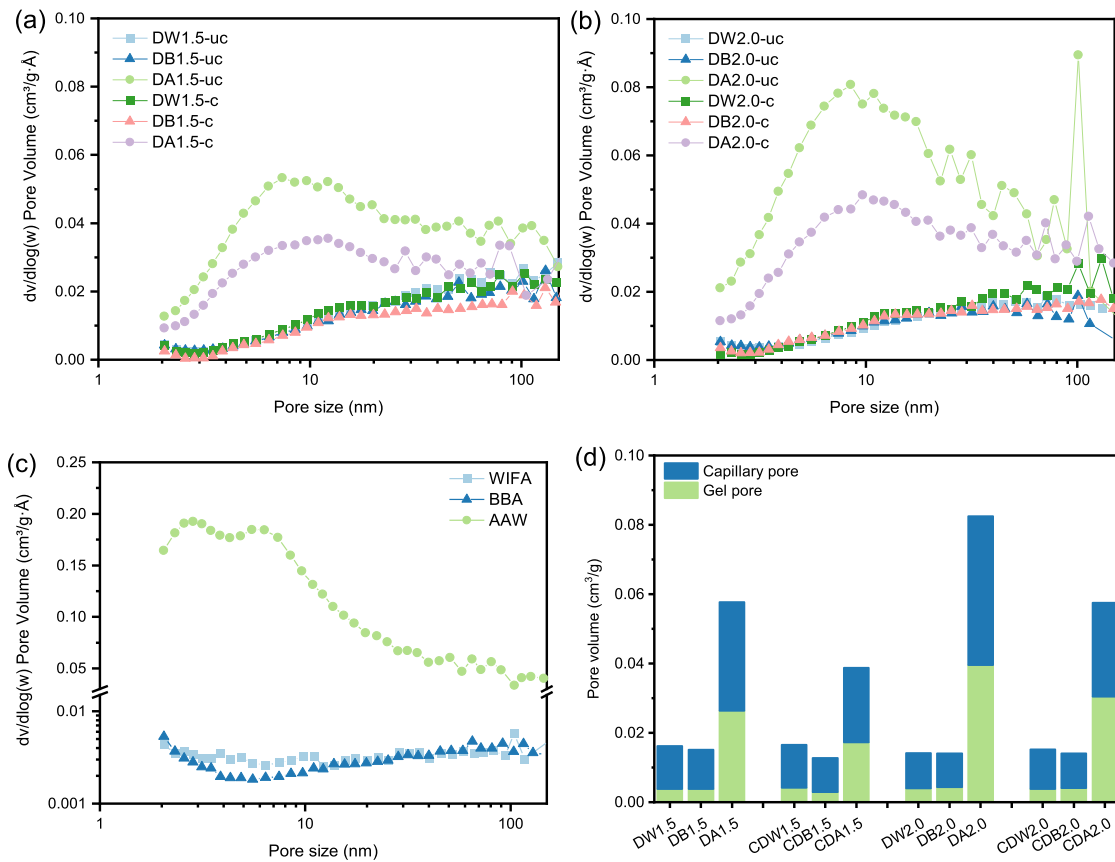 (a)
0.10
0.08
0.06
0.04
0.02
0.00
dv/dlog(w) Pore Volume (cm³/g·Å)
DW1.5-uc
DB1.5-uc
DA1.5-uc
DW1.5-c
DB1.5-c
DA1.5-c
1
10
100
Pore size (nm)
(b)
0.10
0.08
0.06
0.04
0.02
0.00
dv/dlog(w) Pore Volume (cm³/g·Å)
DW2.0-uc
DB2.0-uc
DA2.0-uc
DW2.0-c
DB2.0-c
DA2.0-c
1
10
100
Pore size (nm)
(c)
0.25
0.20
0.15
0.10
0.05
0.01
0.001
dv/dlog(w) Pore Volume (cm³/g·Å)
WIFA
BBA
AAW
1
10
100
Pore size (nm)
(d)
0.10
0.08
0.06
0.04
0.02
0.00
Pore volume (cm³/g)
Capillary pore
Gel pore
DW1.5
DB1.5
DA1.5
CDW1.5
CDB1.5
CDA1.5
DW2.0
DB2.0
DA2.0
CDW2.0
CDB2.0
CDA2.0